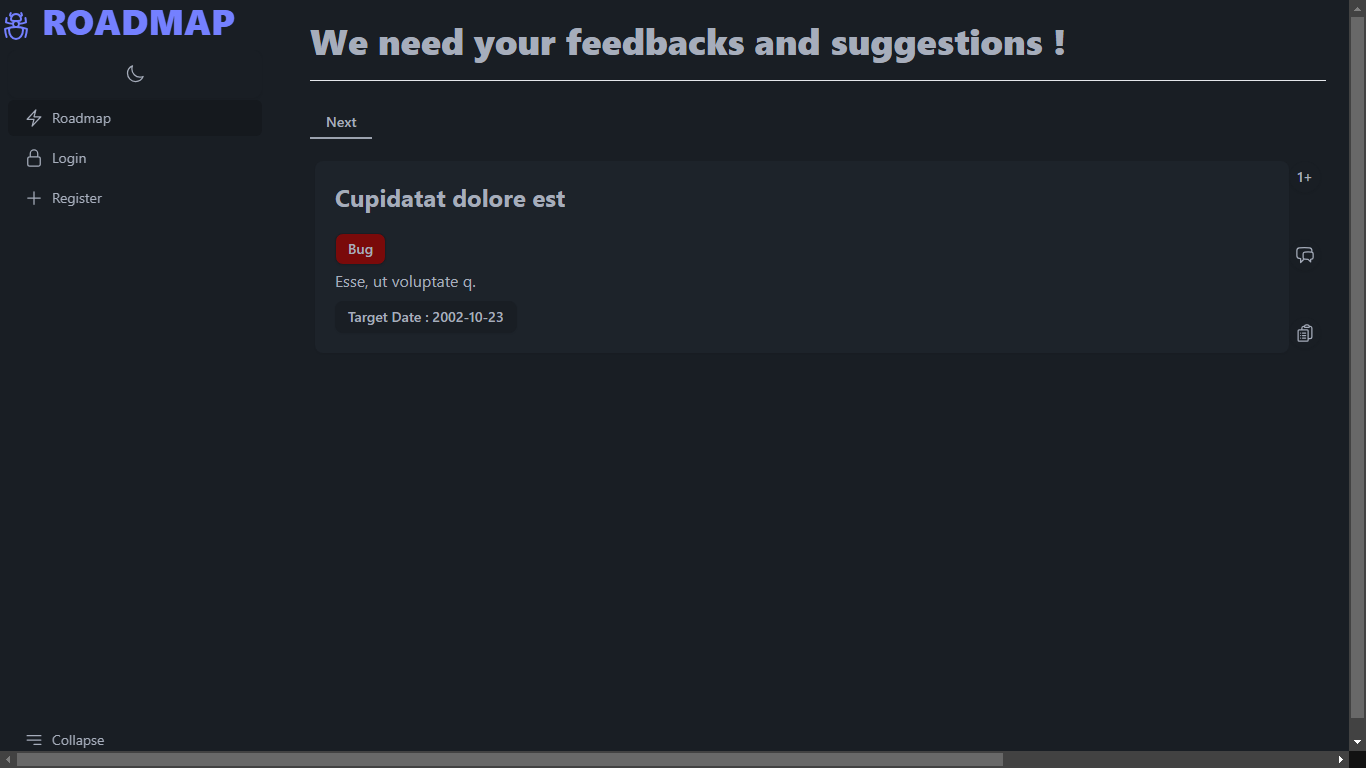 ROADMAP
Roadmap
Login
Register
Collapse
We need your feedbacks and suggestions !
Next
Cupidatat dolore est
1+
Bug
Esse, ut voluptate q.
Target Date : 2002-10-23